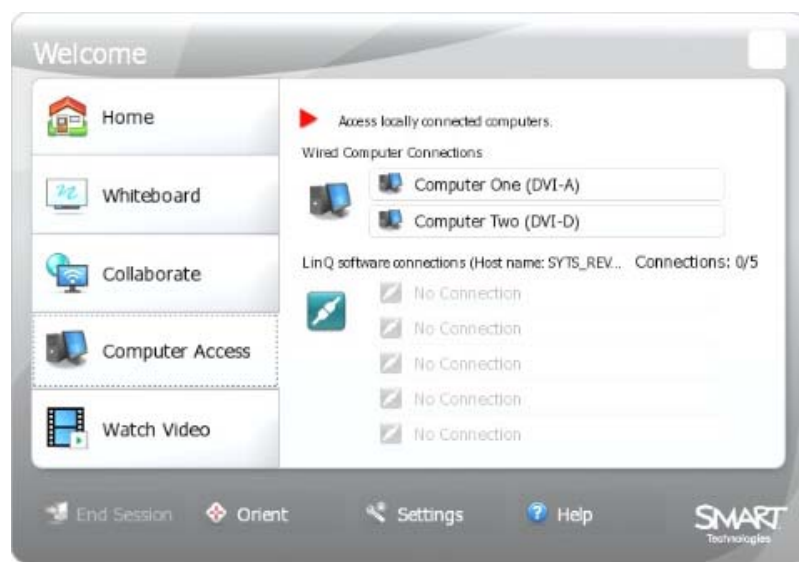 Welcome
Home
Whiteboard
Collaborate
Computer Access
Watch Video
Access locally connected computers.
Wired Computer Connections
Computer One (DVI-A)
Computer Two (DVI-D)
LinQ software connections (Host name: SYTS_REV... Connections: 0/5
No Connection
No Connection
No Connection
No Connection
No Connection
End Session Orient Settings Help
SMART
Technologies